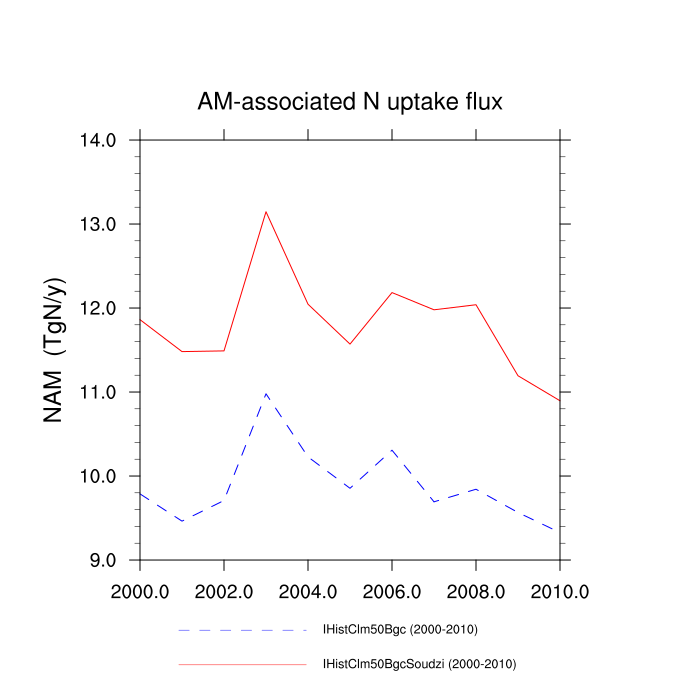 AM-associated N uptake flux
14.0
13.0
12.0
11.0
10.0
9.0
NAM (TgN/y)
2000.0 2002.0 2004.0 2006.0 2008.0 2010.0
IHistClm50Bgc (2000-2010)
IHistClm50BgcSoudzi (2000-2010)